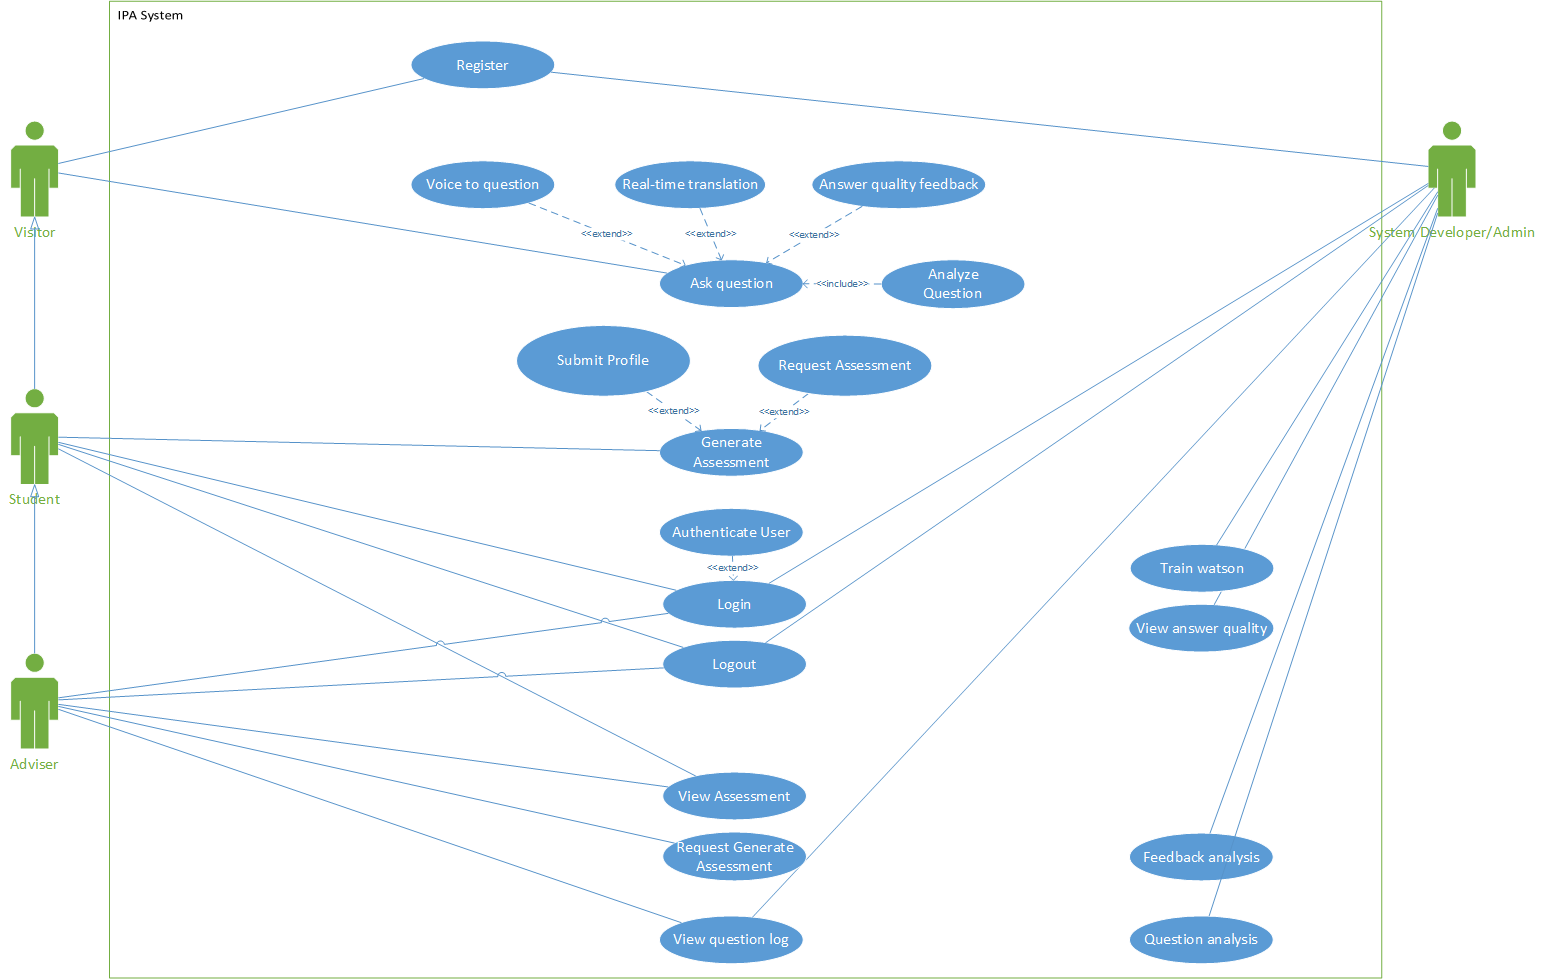 IPA System
Register
Voice to question
Real-time translation
Answer quality feedback
Visitor
<<extend>>
<<extend>>
<<extend>>
System Developer/Admin
Ask question
<<include>>
Analyze
Question
Submit Profile
Request Assessment
<<extend>>
<<extend>>
Generate
Assessment
Student
Authenticate User
<<extend>>
Train watson
Login
View answer quality
Logout
Adviser
View Assessment
Request Generate
Assessment
Feedback analysis
View question log
Question analysis